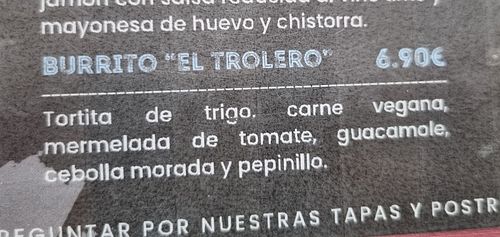 mayonesa de huevo y chistorra.
BURRITO "EL TROLERO" 6.90€
Tortita de trigo. carne vegana,
mermelada de tomate, guacamole,
cebolla morada y pepinillo.
PREGUNTAR POR NUESTRAS TAPAS Y POSTR